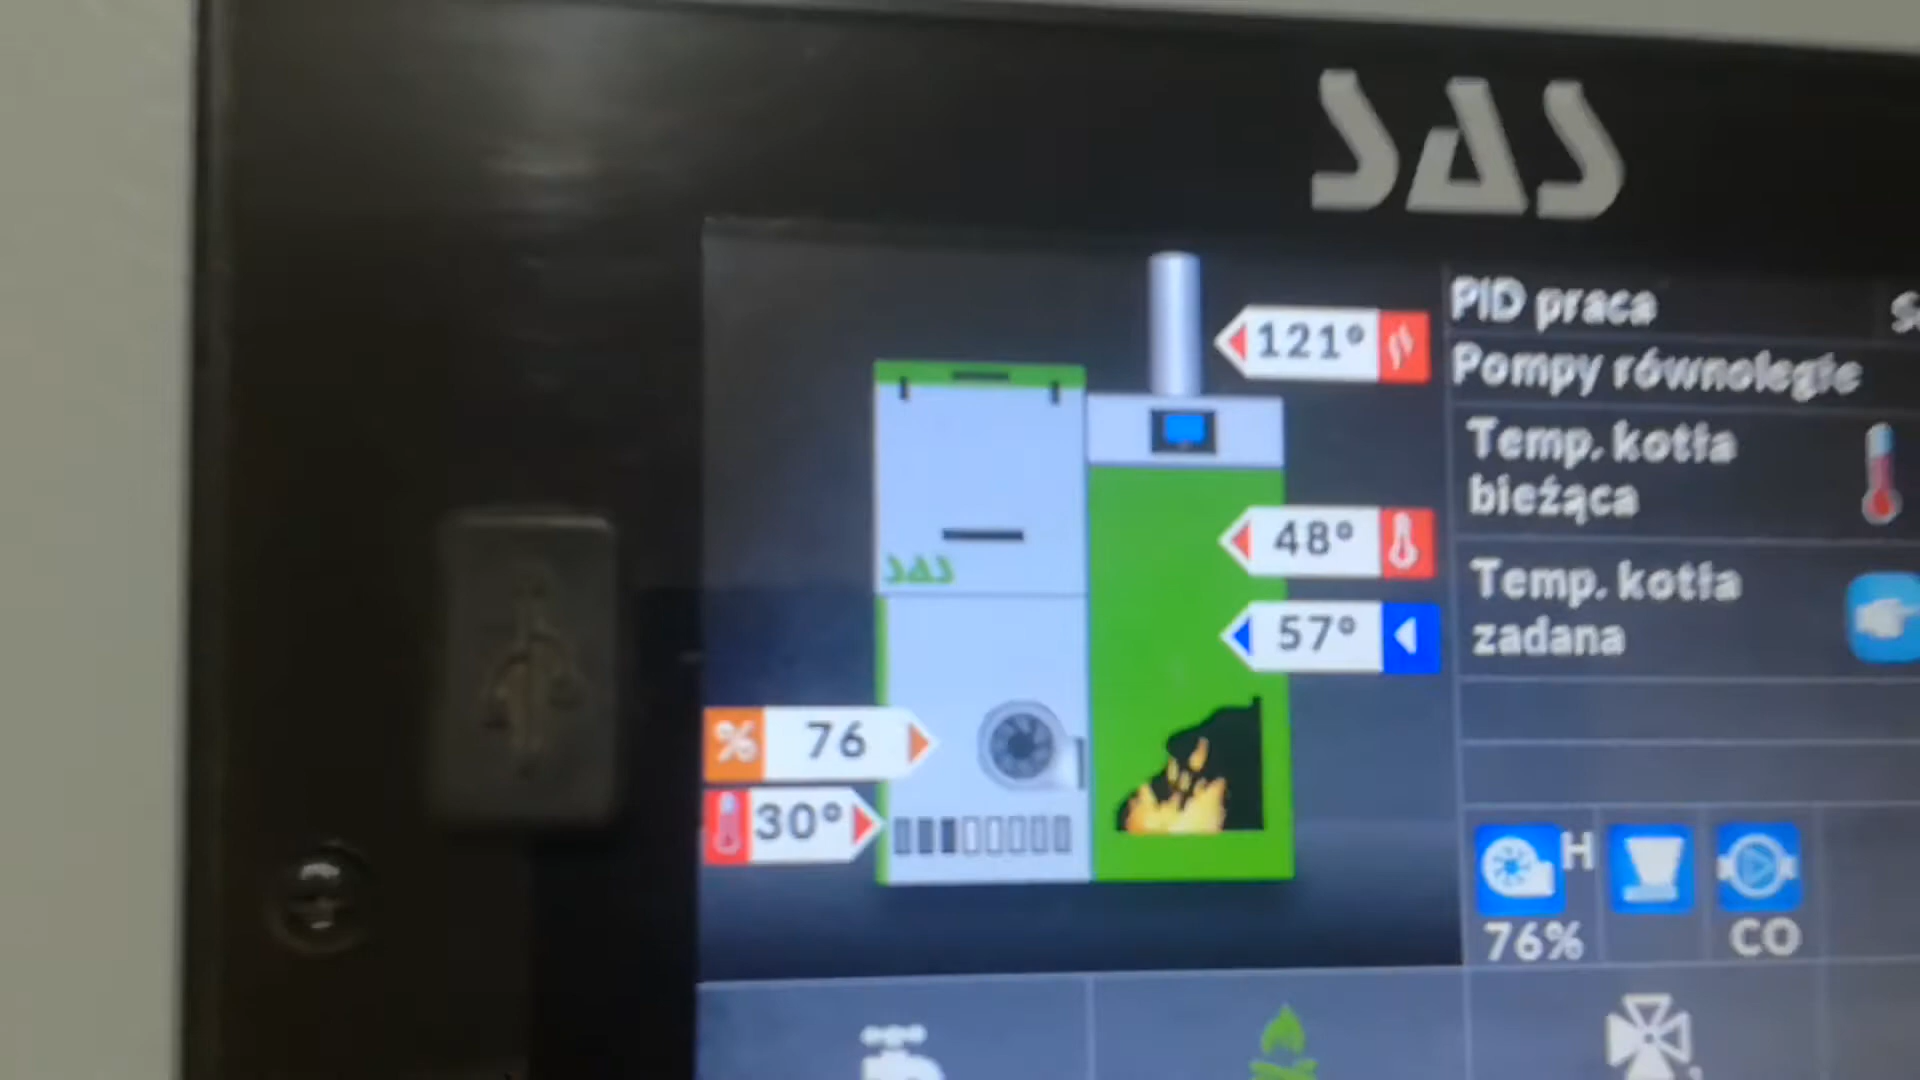 SAS
PID praca
121°
Pompy równoległe
Temp. kotła
bieżąca
48°
SAS
Temp. kotła
zadana
57°
% 76
30°
H
76%
CO